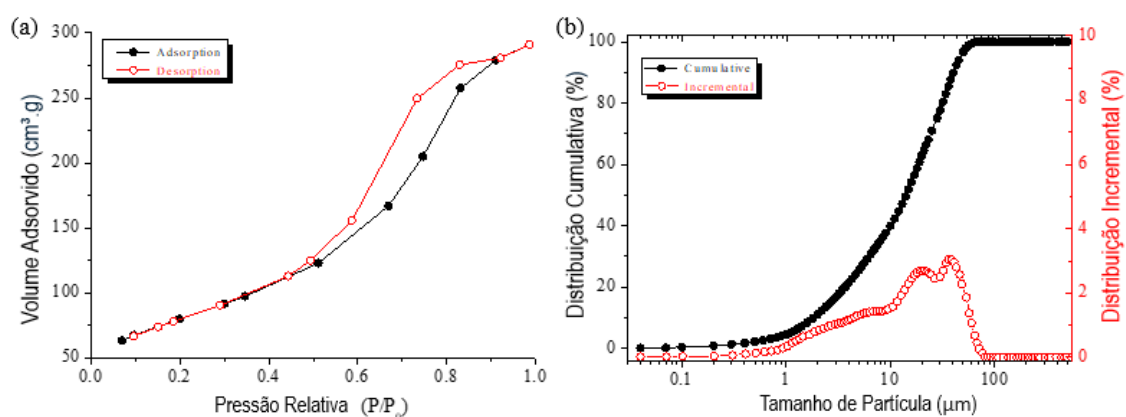 (a)
Adsorption
Desorption
Volume Adsorvido (cm³.g)
300
250
200
150
100
50
0.0 0.2 0.4 0.6 0.8 1.0
Pressão Relativa (P/P₀)
(b)
Cumulative
Incremental
Distribuição Cumulativa (%)
100
80
60
40
20
0
Distribuição Incremental (%)
10
8
6
4
2
0
0.1 1 10 100
Tamanho de Partícula (μm)